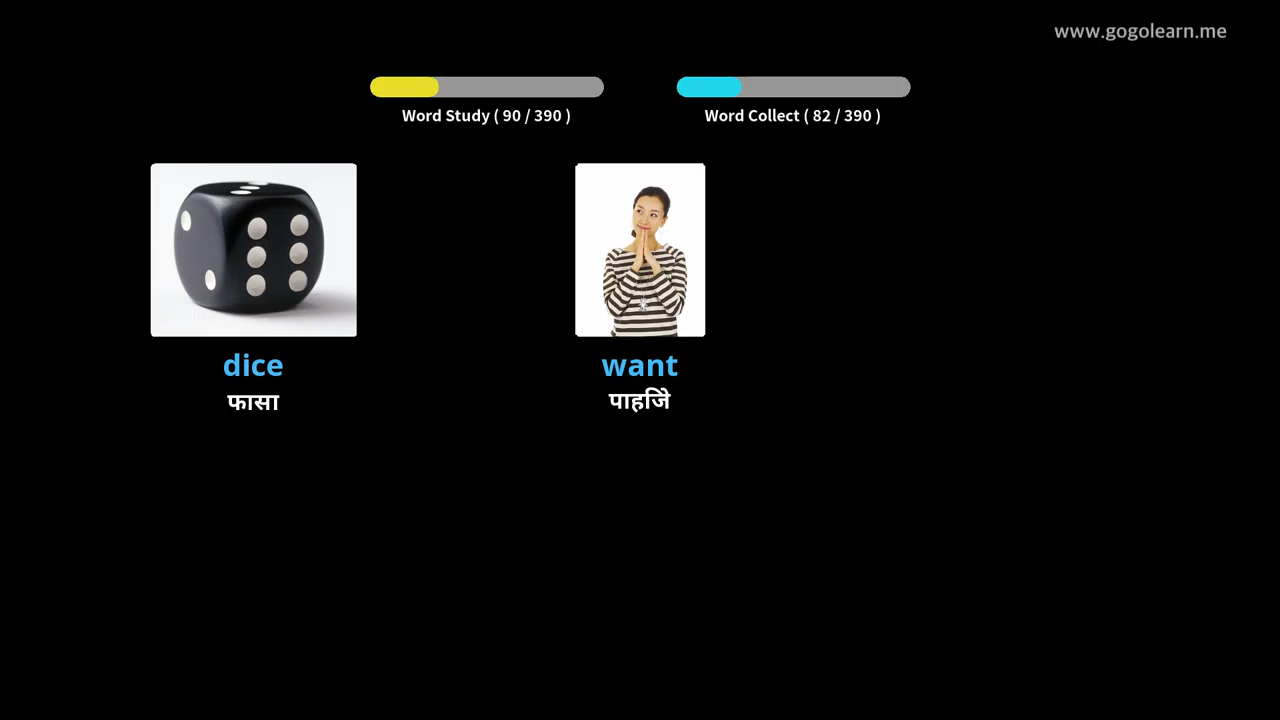 www.gogolearn.me
Word Study ( 90 / 390 )
Word Collect ( 82 / 390 )
dice
फासा
want
पाहिजे